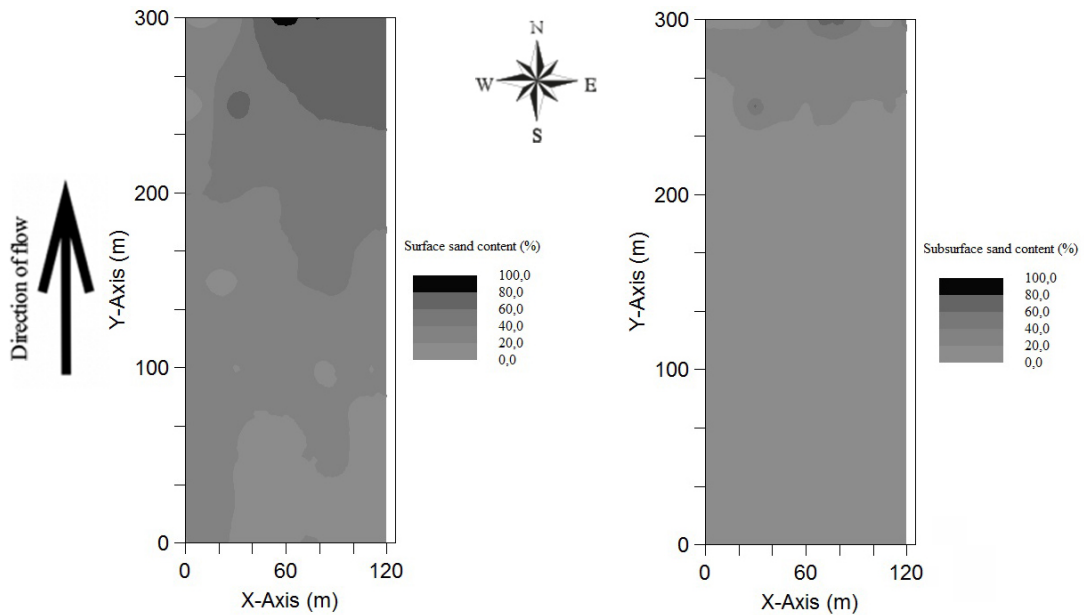 Direction of flow
300
200
100
0
Y-Axis (m)
0
60
120
X-Axis (m)
Surface sand content (%)
100,0
80,0
60,0
40,0
20,0
0,0
N
W
E
S
300
200
100
0
Y-Axis (m)
0
60
120
X-Axis (m)
Subsurface sand content (%)
100,0
80,0
60,0
40,0
20,0
0,0